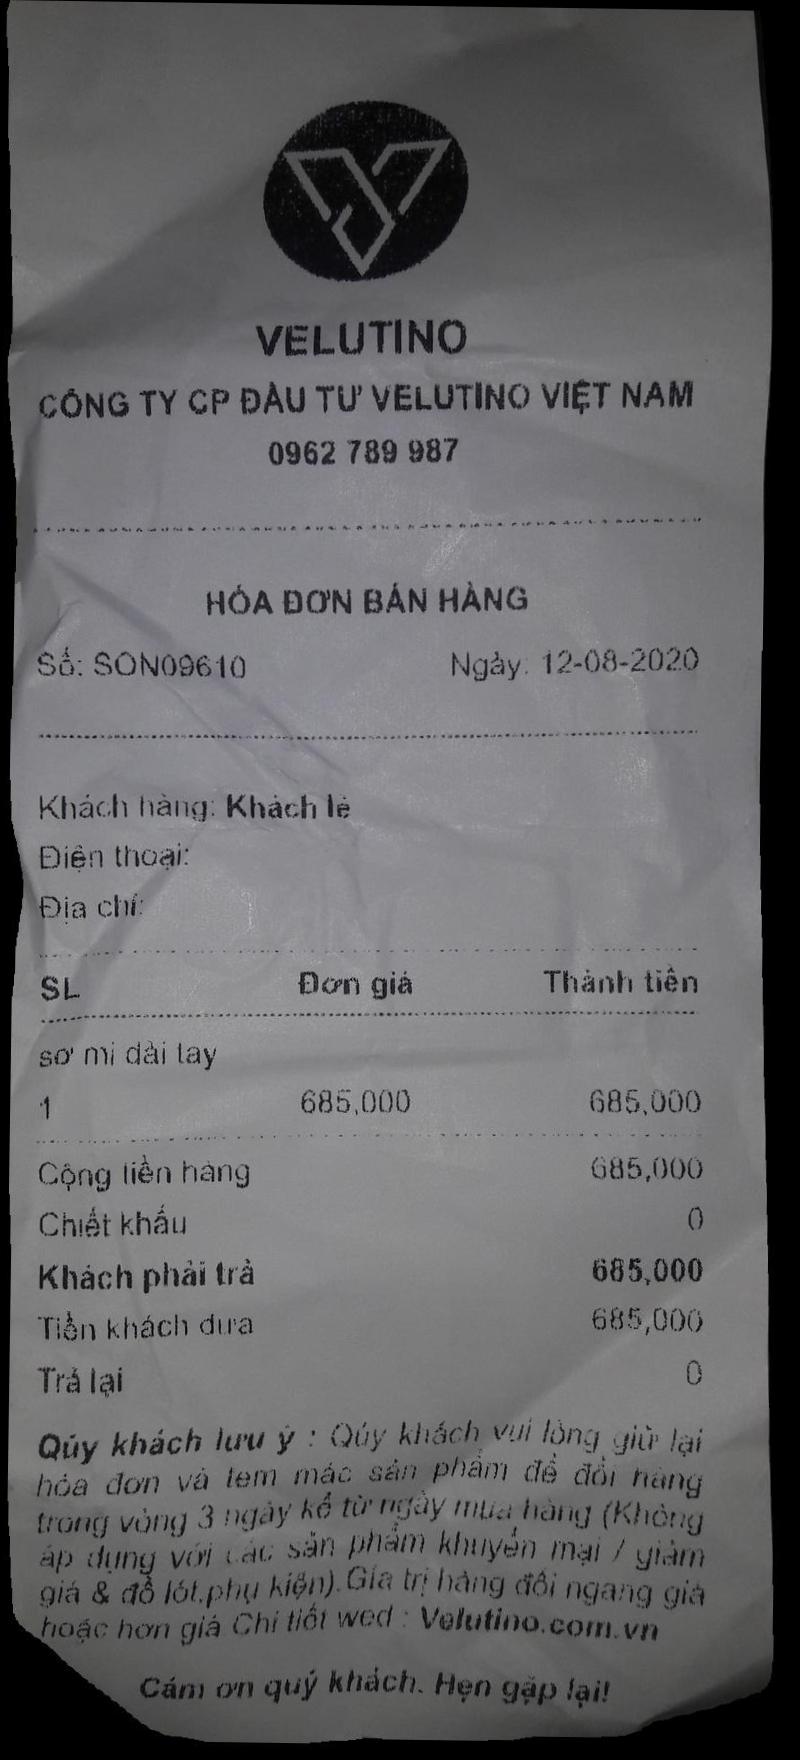 VELUTINO
CÔNG TY CP ĐẦU TƯ VELUTINO VIỆT NAM
0962 789 987
HÓA ĐƠN BÁN HÀNG
Số: SON09610 Ngày: 12-08-2020
Khách hàng: Khách lẻ
Điện thoại:
Địa chỉ:
SL Đơn giá Thành tiền
sơ mi dài tay
1 685,000 685,000
Cộng tiền hàng 685,000
Chiết khấu 0
Khách phải trả 685,000
Tiền khách đưa 685,000
Trả lại 0
Qúy khách lưu ý : Qúy khách vui lòng giữ lại
hóa đơn và tem mác sản phẩm để đổi hàng
trong vòng 3 ngày kể từ ngày mua hàng (Không
áp dụng với các sản phẩm khuyến mại / giảm
giá & đồ lót,phụ kiện).Gía trị hàng đổi ngang giá
hoặc hơn giá Chi tiết wed : Velutino.com.vn
Cám ơn quý khách. Hẹn gặp lại!